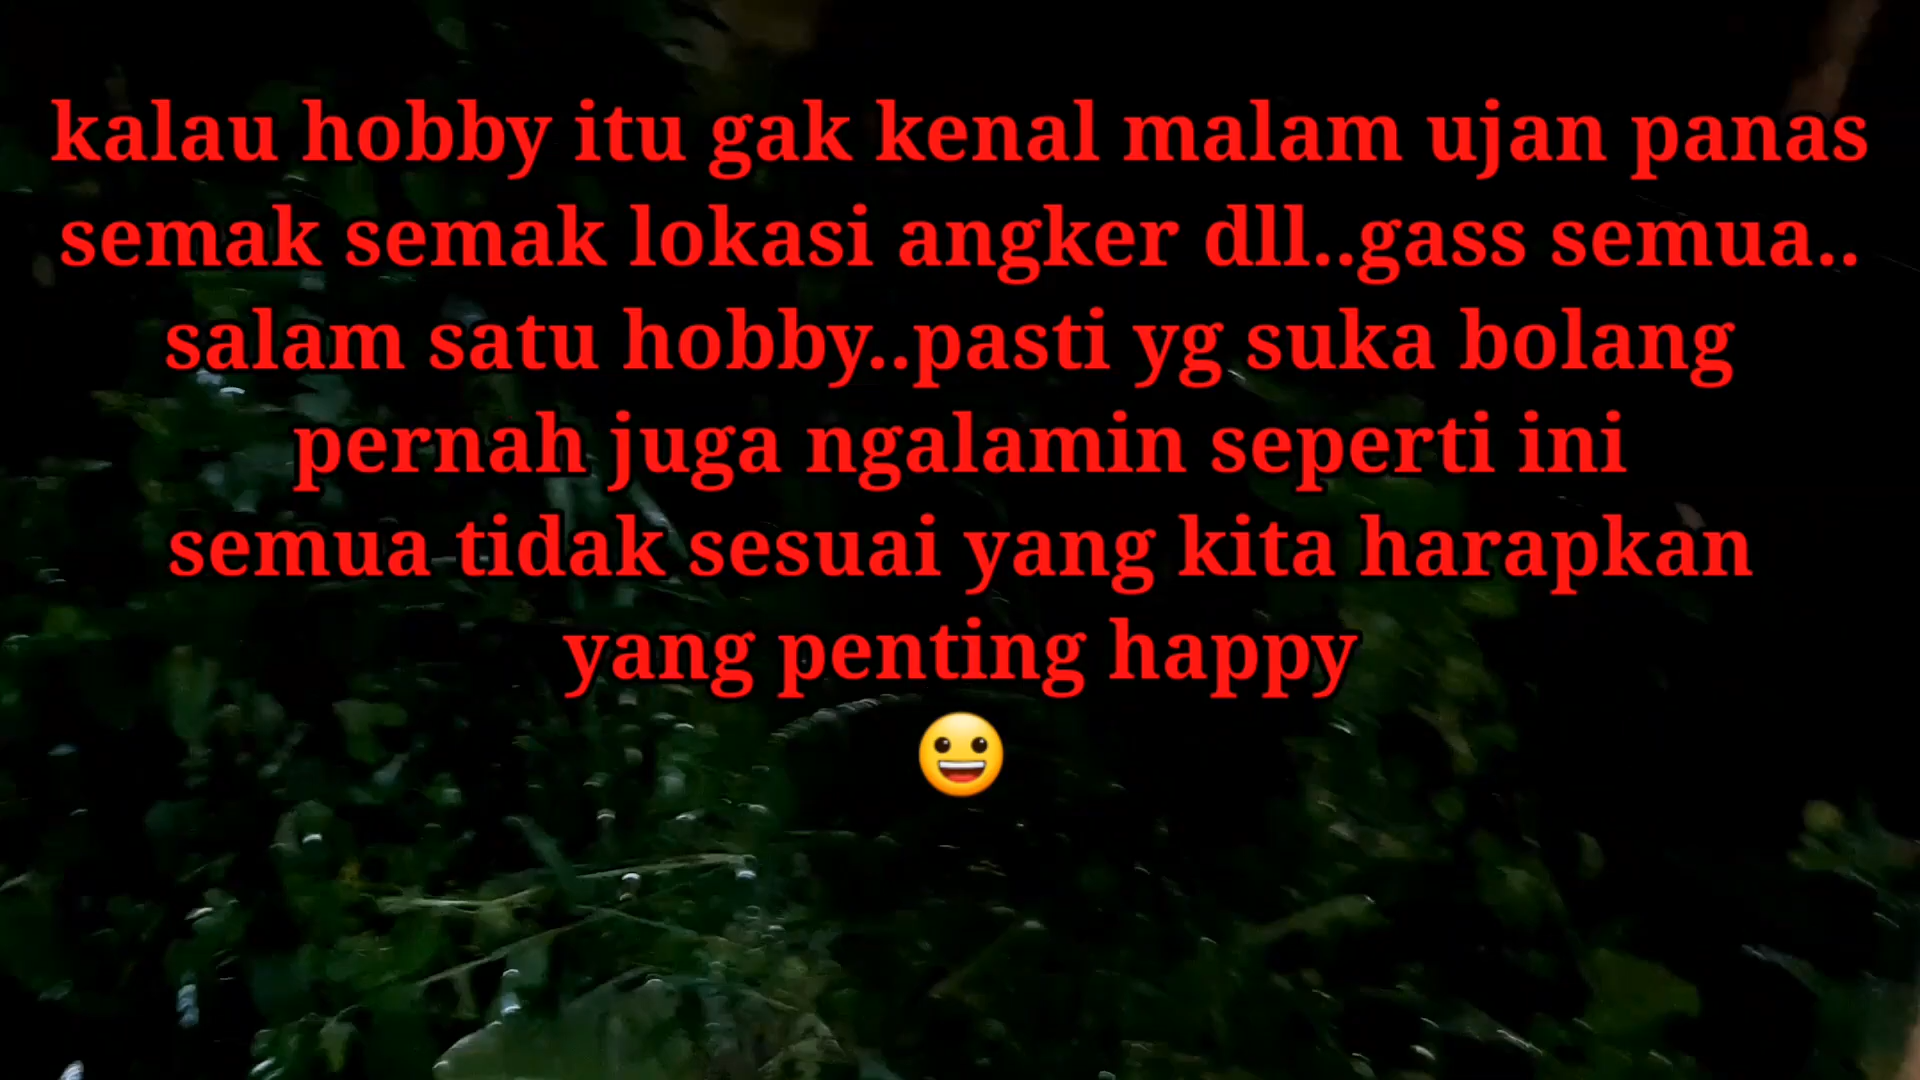 kalau hobby itu gak kenal malam ujan panas
semak semak lokasi angker dll..gass semua..
salam satu hobby..pasti yg suka bolang
pernah juga ngalamin seperti ini
semua tidak sesuai yang kita harapkan
yang penting happy
😀